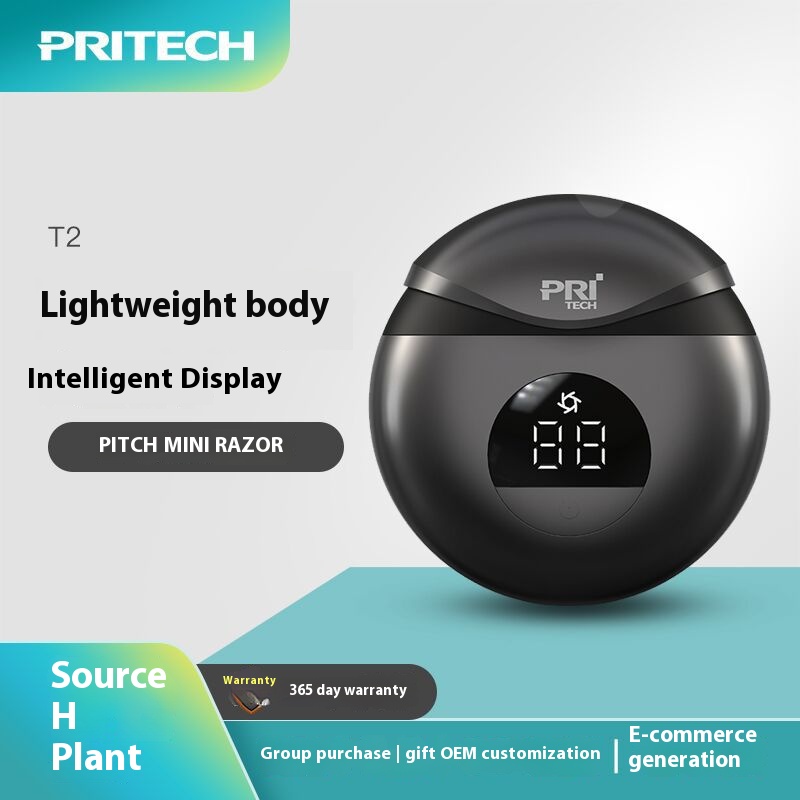 PRITECH
T2
Lightweight body
Intelligent Display
PITCH MINI RAZOR
PRI
TECH
88
Source
H
Plant
Warranty
365 day warranty
Group purchase | gift OEM customization
E-commerce
generation